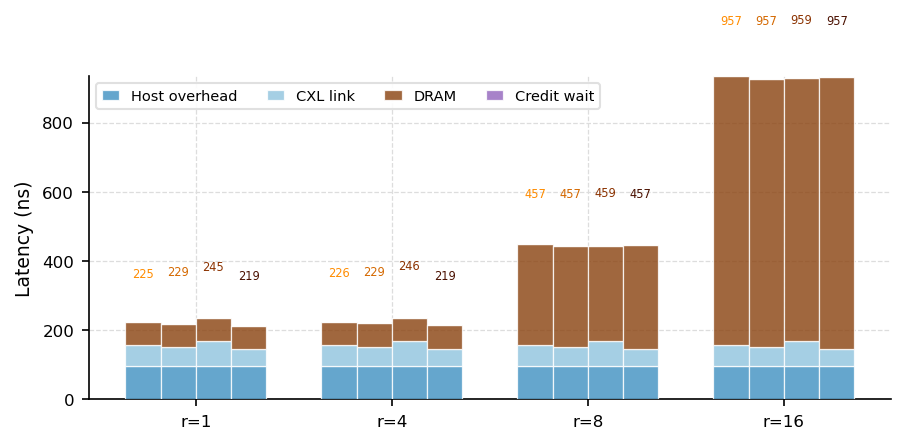 957 957 959 957
Host overhead CXL link DRAM Credit wait
800
600
457 457 459 457
400
225 229 245 219 226 229 246 219
200
0
Latency (ns)
r=1 r=4 r=8 r=16